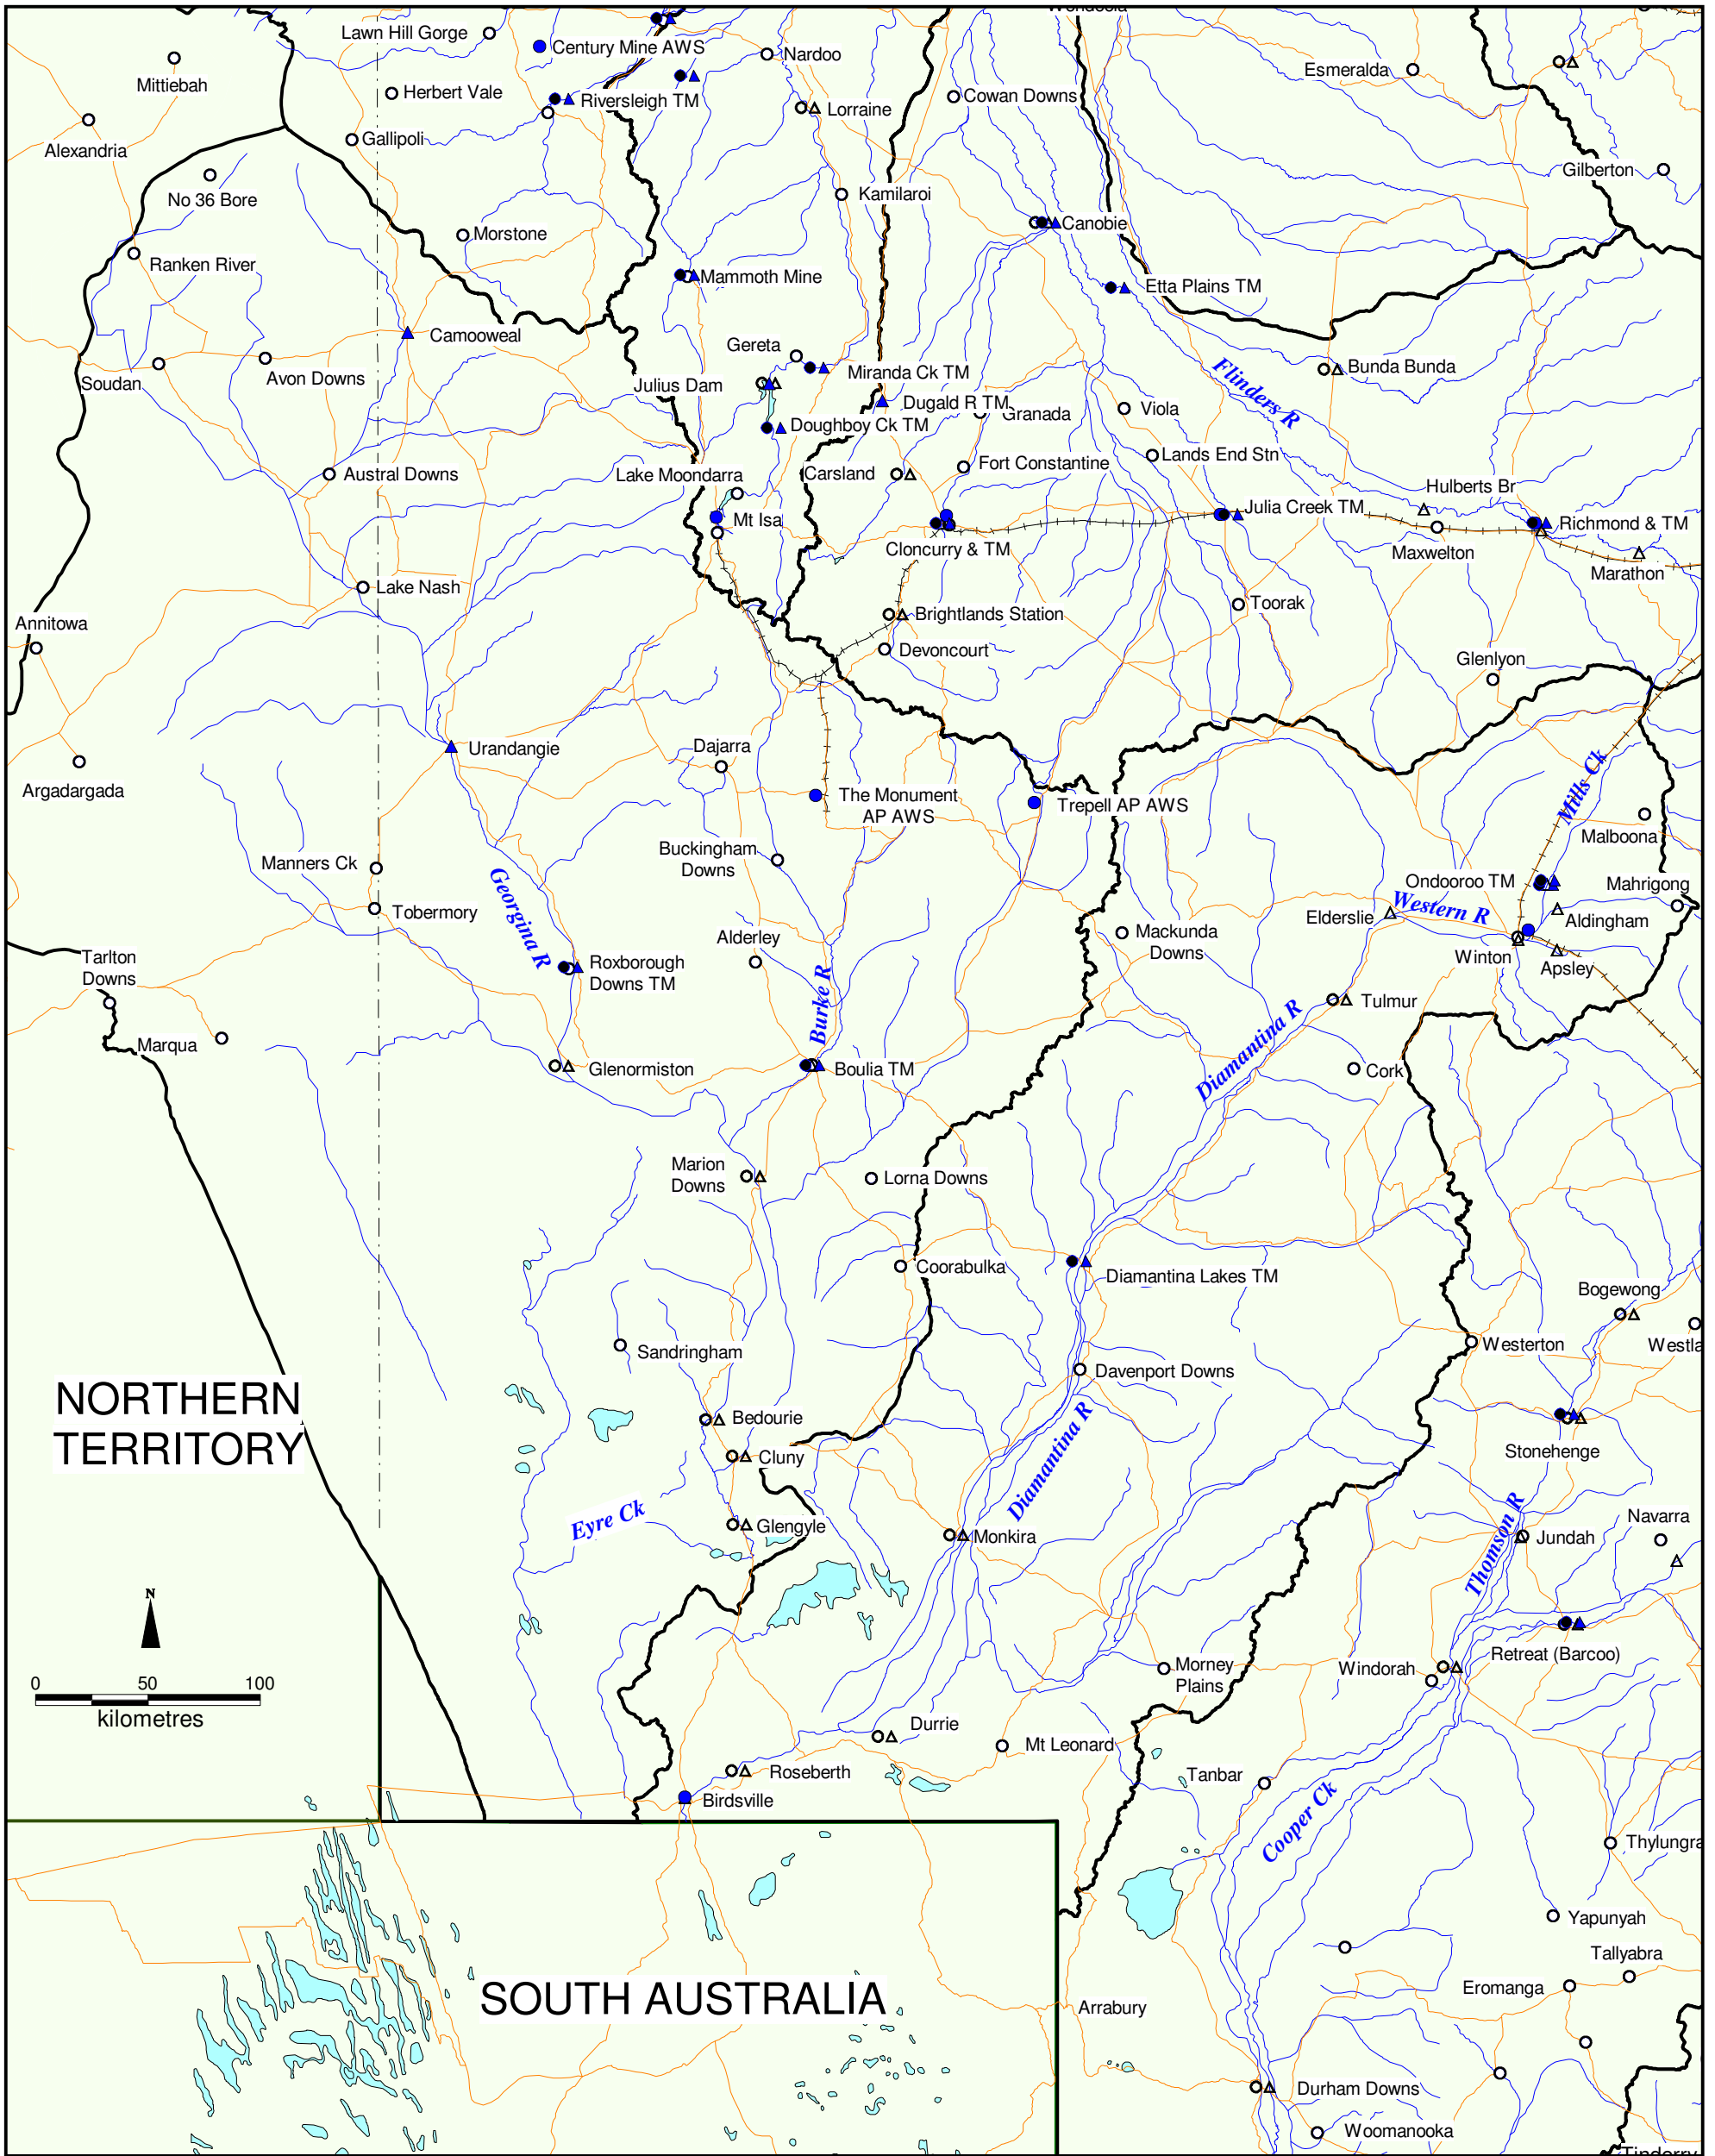 Wondoola
Lawn Hill Gorge
Century Mine AWS
Nardoo
Mittiebah
Esmeralda
Herbert Vale
Riversleigh TM
Lorraine
Cowan Downs
Alexandria
Gallipoli
No 36 Bore
Kamilaroi
Gilberton
Morstone
Canobie
Ranken River
Mammoth Mine
Etta Plains TM
Camooweal
Gereta
Soudan
Avon Downs
Julius Dam
Miranda Ck TM
Bunda Bunda
Flinders R
Dugald R TM
Granada
Viola
Doughboy Ck TM
Austral Downs
Lake Moondarra
Carsland
Fort Constantine
Lands End Stn
Hulberts Br
Mt Isa
Julia Creek TM
Richmond & TM
Cloncurry & TM
Maxwelton
Marathon
Lake Nash
Annitowa
Brightlands Station
Toorak
Devoncourt
Glenlyon
Urandangie
Dajarra
Argadargada
The Monument
AP AWS
Trepell AP AWS
Mills Ck
Malboona
Manners Ck
Buckingham
Downs
Georgina R
Ondooroo TM
Mahrigong
Tobermory
Elderslie
Western R
Aldingham
Alderley
Mackunda
Downs
Winton
Apsley
Tarlton
Downs
Roxborough
Downs TM
Burke R
Tulmur
Marqua
Diamantina R
Glenormiston
Boulia TM
Cork
Marion
Downs
Lorna Downs
Coorabulka
Diamantina Lakes TM
Bogewong
Sandringham
Westerton
Westla
Davenport Downs
NORTHERN
TERRITORY
Bedourie
Cluny
Diamantina R
Stonehenge
Eyre Ck
Glengyle
Monkira
Thomson R
Jundah
Navarra
N
Retreat (Barcoo)
Morney
Plains
Windorah
0 50 100
kilometres
Durrie
Mt Leonard
Roseberth
Tanbar
Birdsville
Cooper Ck
Thylungra
Yapunyah
Tallyabra
Eromanga
SOUTH AUSTRALIA
Arrabury
Durham Downs
Woomanooka